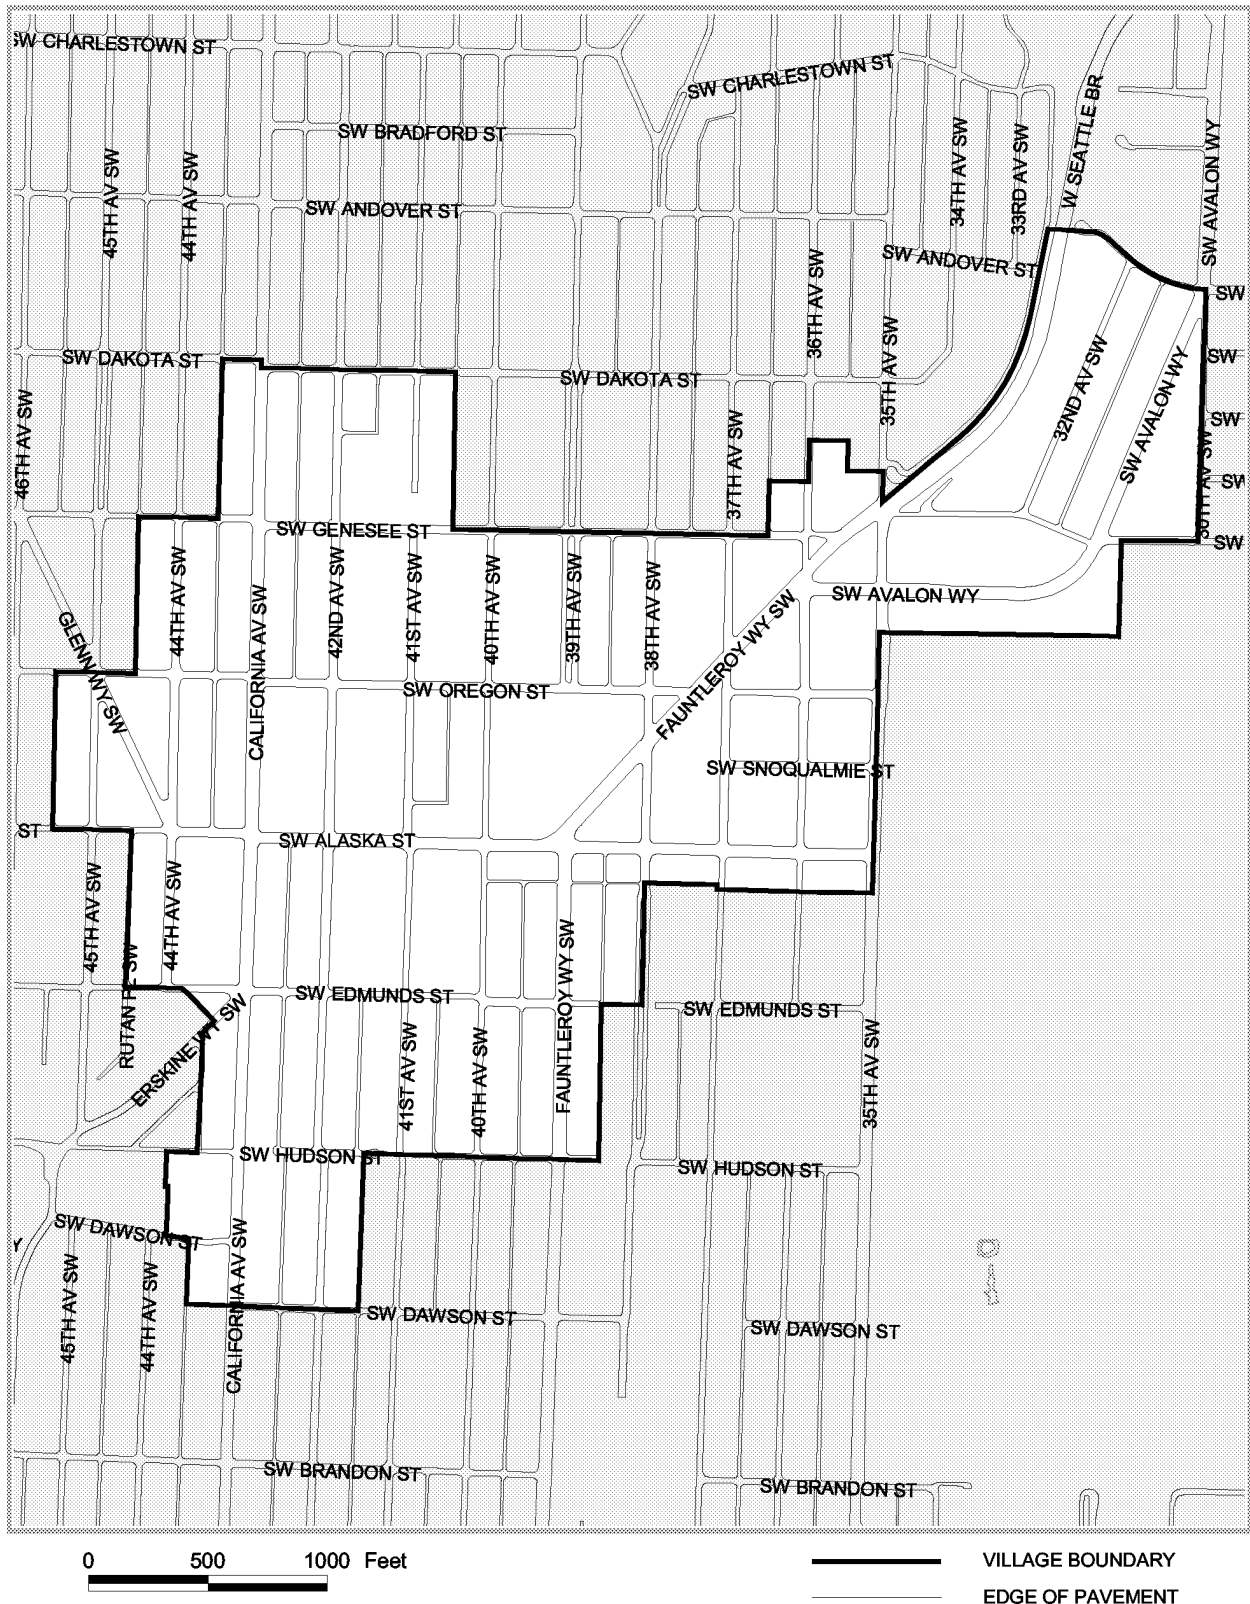 SW CHARLESTOWN ST
SW CHARLESTOWN ST
W SEATTLE BR
SW BRADFORD ST
45TH AV SW
44TH AV SW
34TH AV SW
33RD AV SW
SW AVALON WY
SW ANDOVER ST
SW ANDOVER ST
36TH AV SW
35TH AV SW
SW
SW DAKOTA ST
SW DAKOTA ST
32ND AV SW
SW AVALON WY
SW
46TH AV SW
37TH AV SW
SW
30TH AV SW
SW
SW GENESEE ST
SW
44TH AV SW
CALIFORNIA AV SW
42ND AV SW
41ST AV SW
40TH AV SW
39TH AV SW
38TH AV SW
FAUNTLEROY WY SW
SW AVALON WY
GLENN WY SW
SW OREGON ST
SW SNOQUALMIE ST
ST
SW ALASKA ST
45TH AV SW
44TH AV SW
FAUNTLEROY WY SW
RUTAN PL SW
ERSKINE WY SW
SW EDMUNDS ST
SW EDMUNDS ST
41ST AV SW
40TH AV SW
35TH AV SW
SW HUDSON ST
SW HUDSON ST
SW DAWSON ST
Y
45TH AV SW
44TH AV SW
CALIFORNIA AV SW
SW DAWSON ST
SW DAWSON ST
SW BRANDON ST
SW BRANDON ST
0 500 1000 Feet
VILLAGE BOUNDARY
EDGE OF PAVEMENT